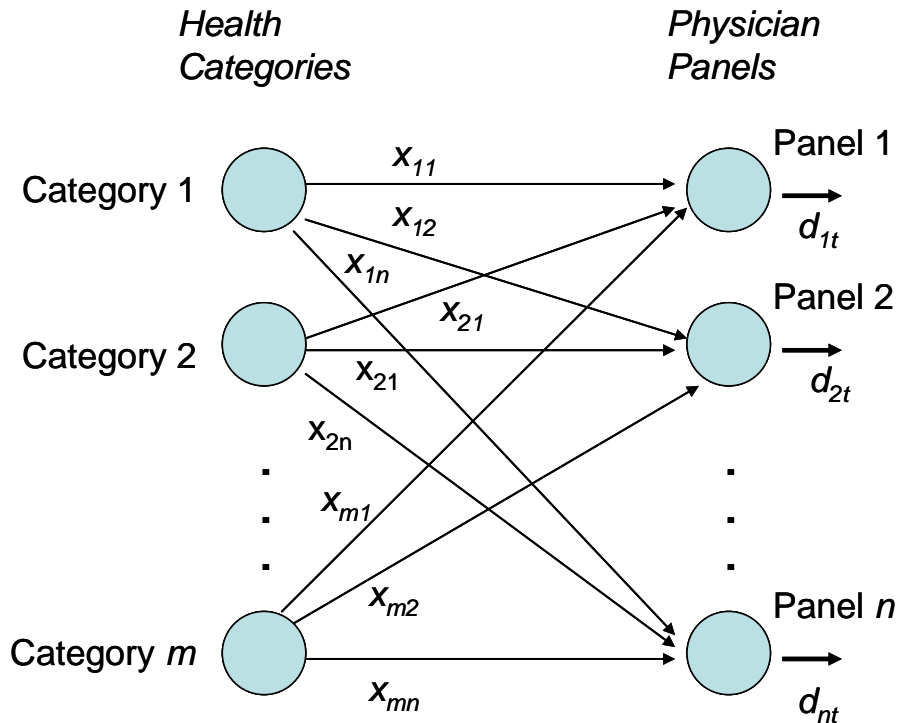 Health
Categories
Physician
Panels
Category 1
x11
Panel 1
d1t
x12
x1n
Category 2
x21
Panel 2
d2t
x21
x2n
.
.
.
.
.
.
xm1
xm2
Category m
xmn
Panel n
dnt